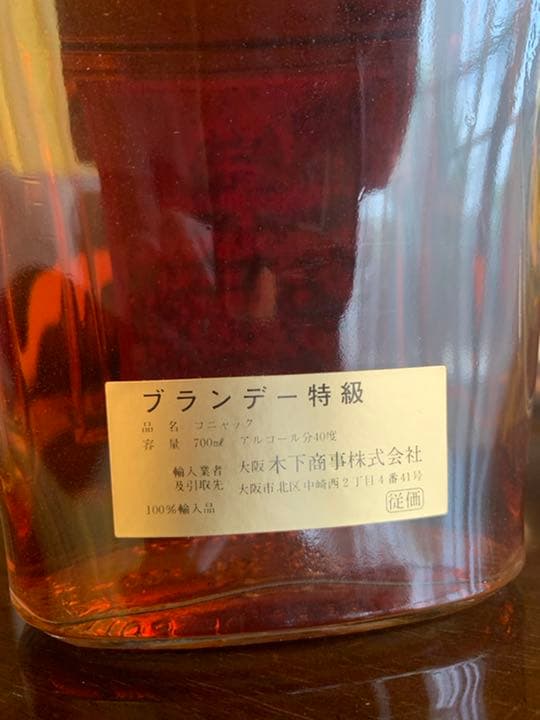 ブランデー特級
品名 コニャック
容量 700mℓ アルコール分40度
輸入業者及引取先 大阪 木下商事株式会社
大阪市北区中崎西2丁目4番41号
100%輸入品
従価